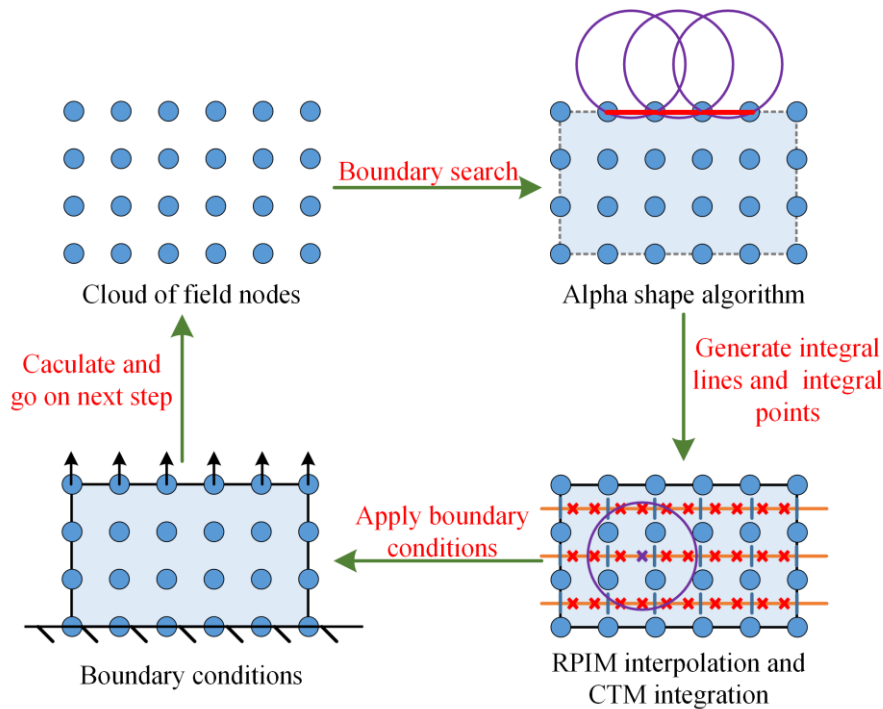 Boundary search
Cloud of field nodes
Alpha shape algorithm
Caculate and
go on next step
Generate integral
lines and integral
points
Apply boundary
conditions
Boundary conditions
RPIM interpolation and
CTM integration